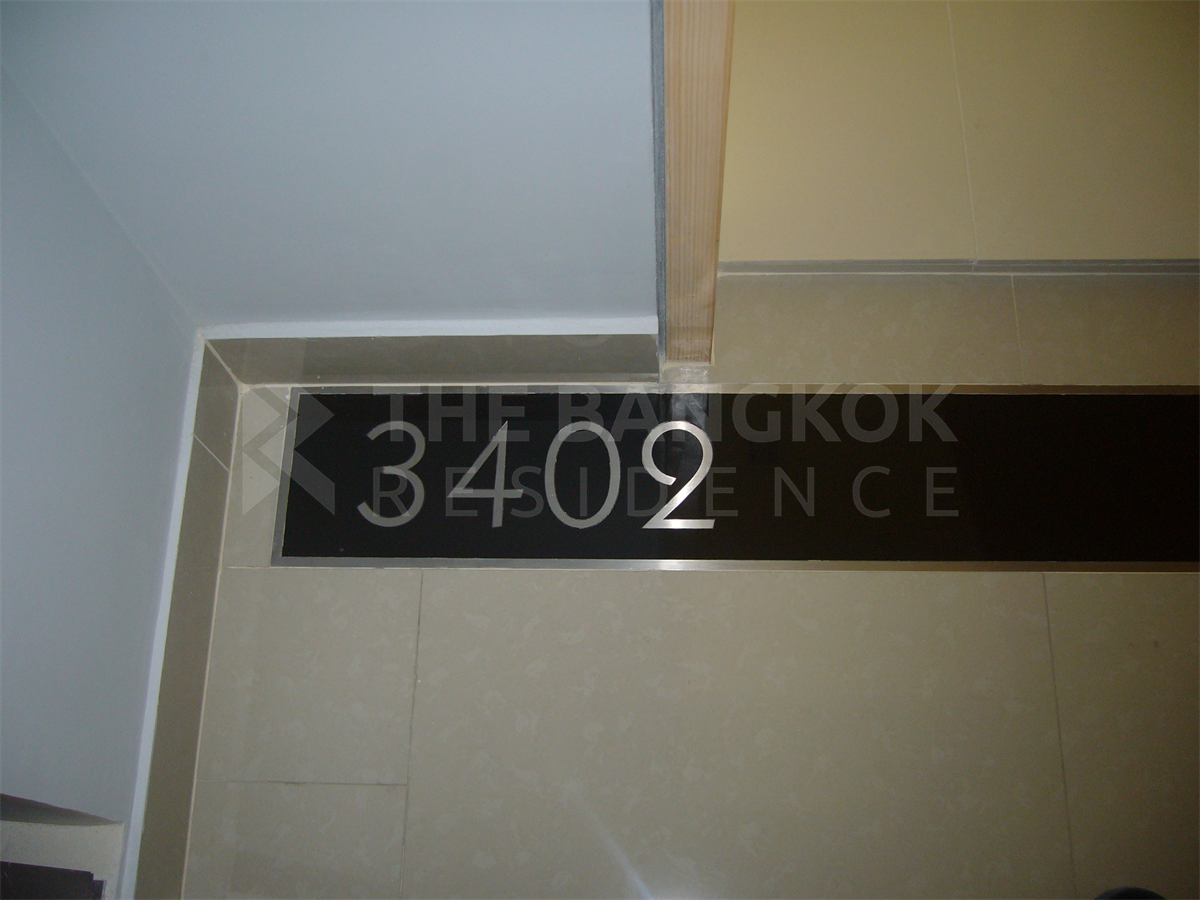 THE BANGKOK
3402
RESIDENCE